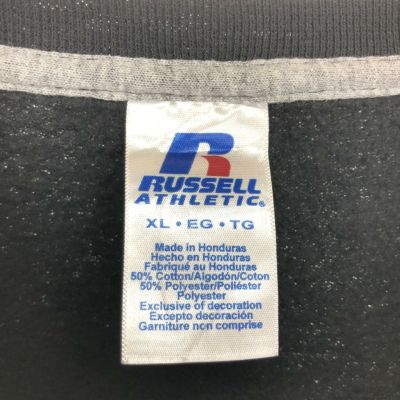 R
RUSSELL
ATHLETIC®
XL • EG • TG
Made in Honduras
Hecho en Honduras
Fabriqué au Honduras
50% Cotton/Algodón/Coton
50% Polyester/Poliéster
Polyester
Exclusive of decoration
Excepto decoración
Garniture non comprise